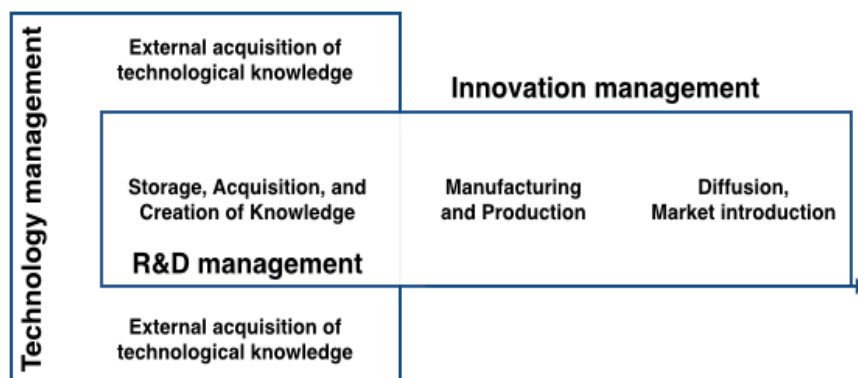 Technology management
External acquisition of
technological knowledge
Innovation management
Storage, Acquisition, and
Creation of Knowledge
Manufacturing
and Production
Diffusion,
Market introduction
R&D management
External acquisition of
technological knowledge